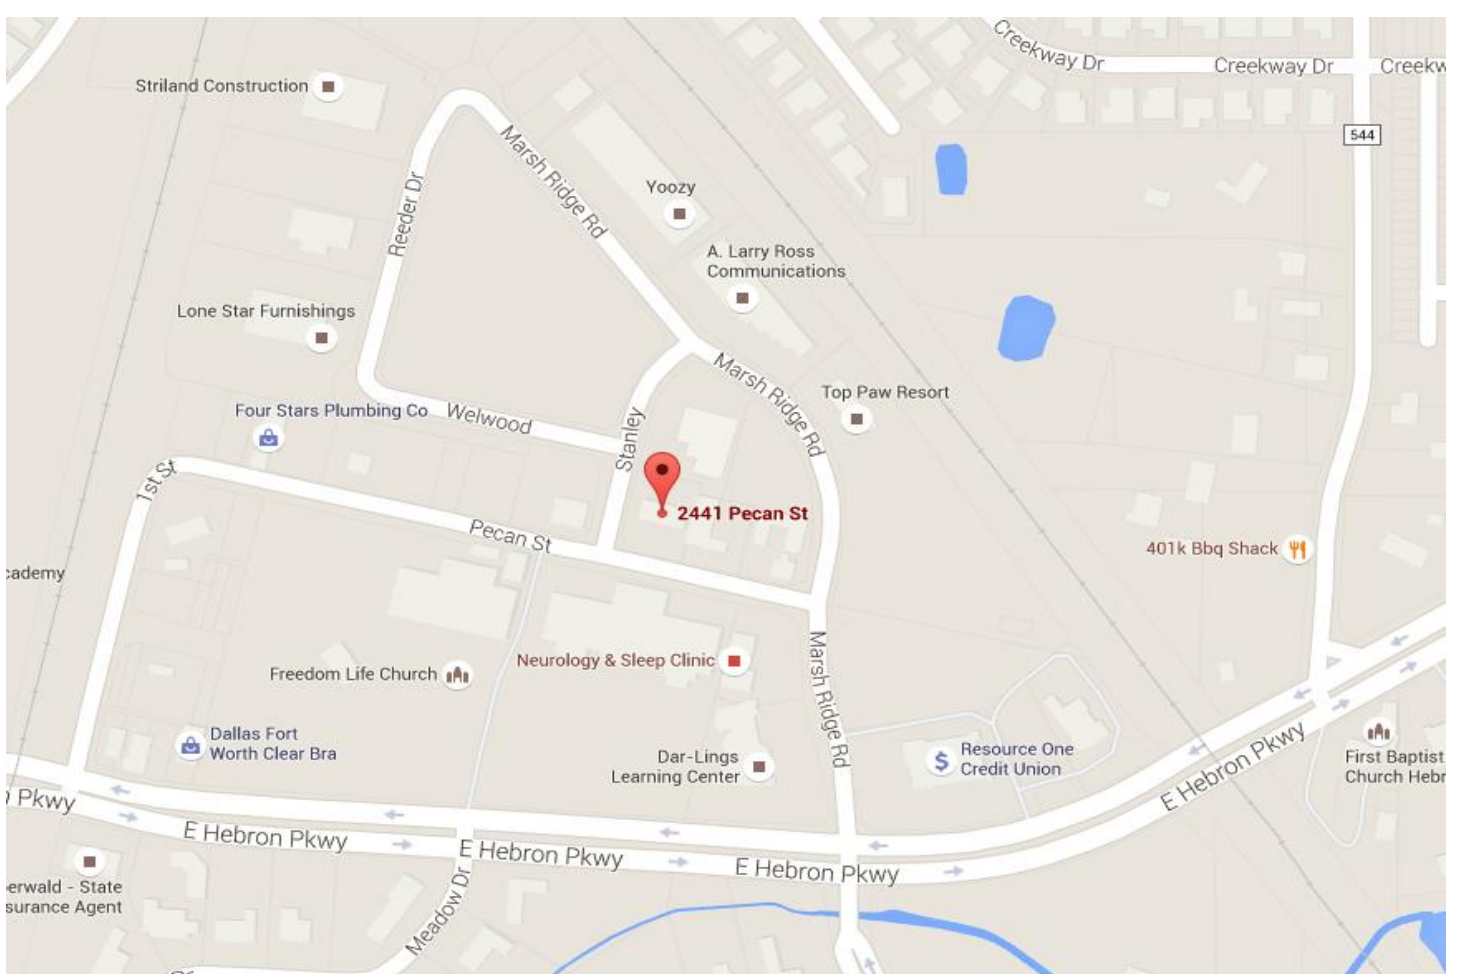 Creekway Dr
Creekway Dr
Striland Construction
544
Marsh Ridge Rd
Yoozy
Reeder Dr
A. Larry Ross
Communications
Lone Star Furnishings
Marsh Ridge Rd
Top Paw Resort
Four Stars Plumbing Co
Welwood
Stanley
1st St
2441 Pecan St
Pecan St
401k Bbq Shack
Neurology & Sleep Clinic
Freedom Life Church
Marsh Ridge Rd
Dallas Fort
Worth Clear Bra
Dar-Lings
Learning Center
$
Resource One
Credit Union
E Hebron Pkwy
First Baptist
Church Hebr
Pkwy
E Hebron Pkwy
E Hebron Pkwy
E Hebron Pkwy
erwald - State
surance Agent
Meadow Dr